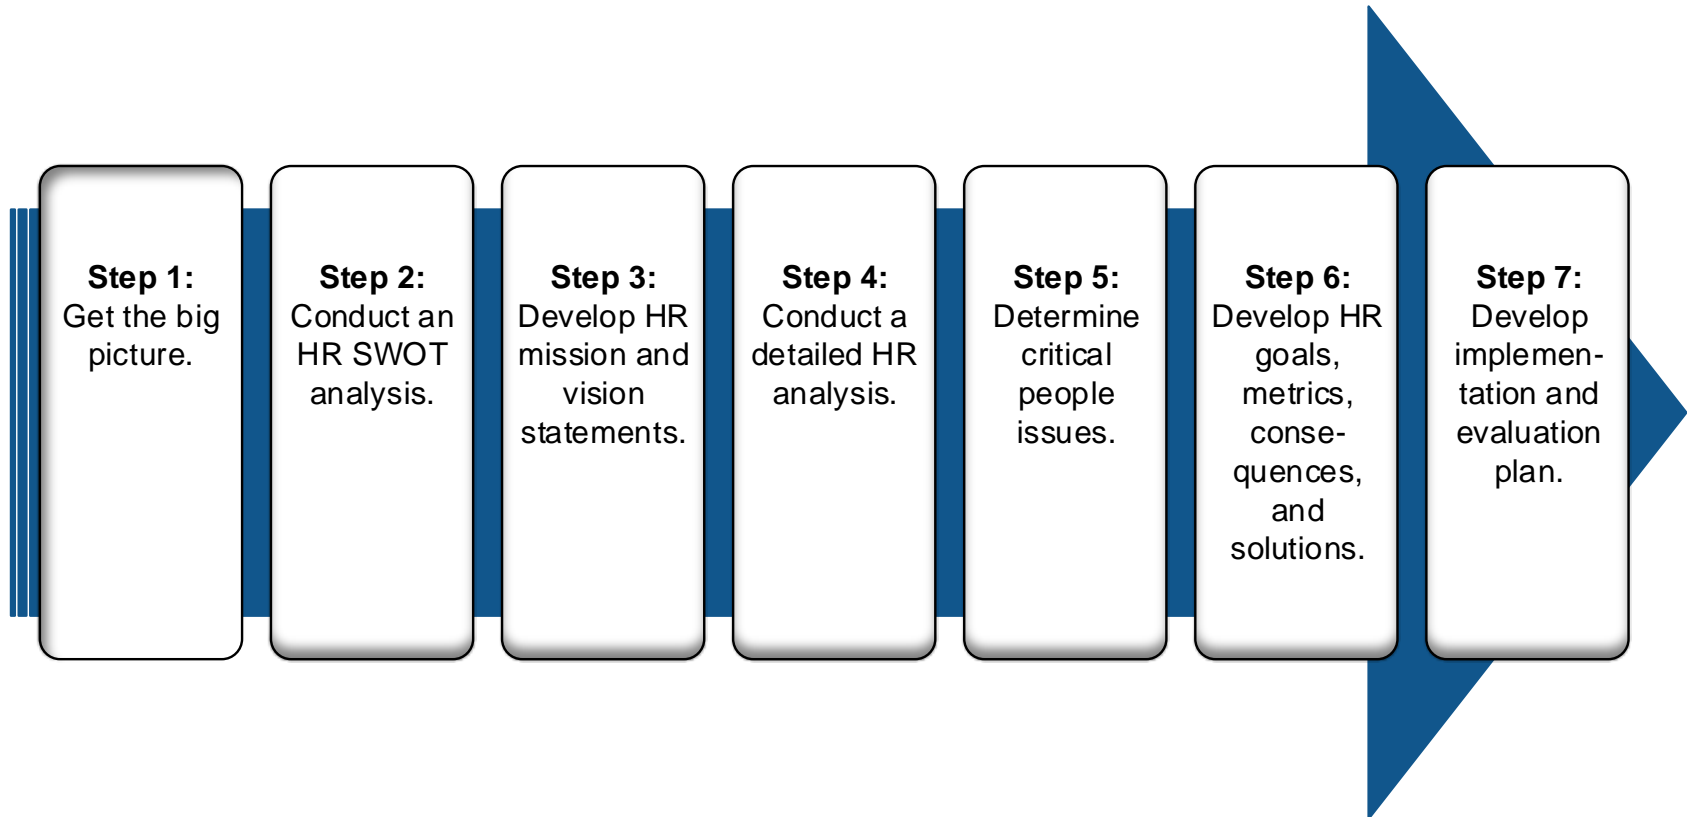 Step 1:
Get the big
picture.
Step 2:
Conduct an
HR SWOT
analysis.
Step 3:
Develop HR
mission and
vision
statements.
Step 4:
Conduct a
detailed HR
analysis.
Step 5:
Determine
critical
people
issues.
Step 6:
Develop HR
goals,
metrics,
conse-
quences,
and
solutions.
Step 7:
Develop
implemen-
tation and
evaluation
plan.